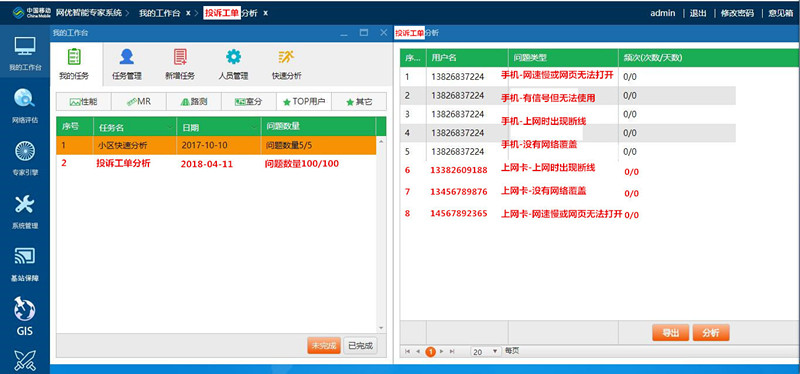 中国移动
China Mobile
网优智能专家系统 > 我的工作台 x > 投诉工单分析 x
admin | 退出 | 修改密码 | 意见箱
我的工作台
网络评估
专家引擎
系统管理
基站保障
GIS
我的工作台
我的任务 任务管理 新增任务 人员管理 快速分析
性能 MR 路测 室分 TOP用户 其它
序号 任务名 日期 问题数量
1 小区快速分析 2017-10-10 问题数量5/5
2 投诉工单分析 2018-04-11 问题数量100/100
未完成 已完成
投诉工单分析
序... 用户名 问题类型 频次(次数/天数)
1 13826837224 手机-网速慢或网页无法打开 0/0
2 13826837224 手机-有信号但无法使用 0/0
3 13826837224 手机-上网时出现断线 0/0
4 13826837224 0/0
5 13826837224 手机-没有网络覆盖 0/0
6 13382609188 上网卡-上网时出现断线 0/0
7 13456789876 上网卡-没有网络覆盖 0/0
8 14567892365 上网卡-网速慢或网页无法打开 0/0
导出 分析
1 20 每页